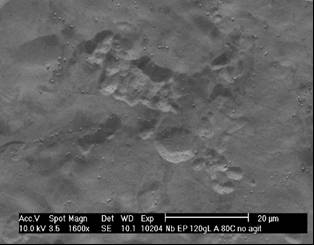 Acc.V Spot Magn Det WD Exp 20 µm
10.0 kV 3.5 1600x SE 10.1 10204 Nb EP 120gL A 80C no agit